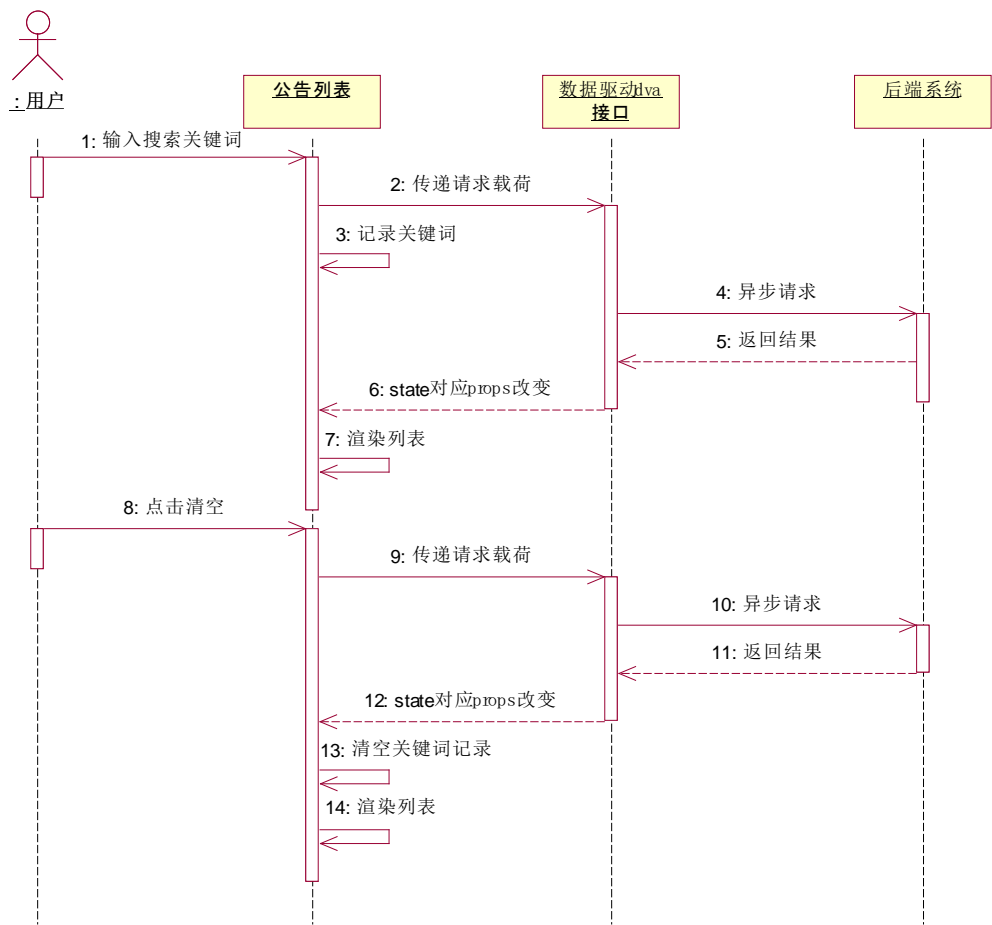 : 用户
公告列表
数据驱动dva
接口
后端系统
1: 输入搜索关键词
2: 传递请求载荷
3: 记录关键词
4: 异步请求
5: 返回结果
6: state对应props改变
7: 渲染列表
8: 点击清空
9: 传递请求载荷
10: 异步请求
11: 返回结果
12: state对应props改变
13: 清空关键词记录
14: 渲染列表